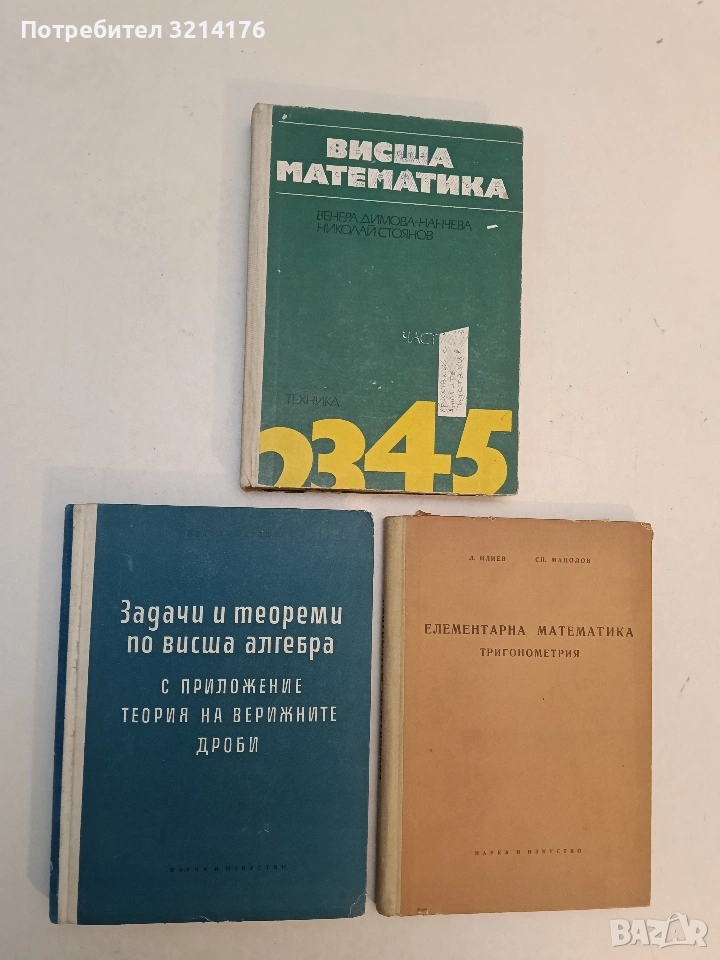 Потребител 3214176
ВИСША
МАТЕМАТИКА
ВЕНЕРА ДИМОВА-НАНЧЕВА
НИКОЛАЙ СТОЯНОВ
ЧАСТ 1
ТЕХНИКА
2345
Задачи и теореми
по висша алгебра
С ПРИЛОЖЕНИЕ
ТЕОРИЯ НА ВЕРИЖНИТЕ
ДРОБИ
НАУКА И ИЗКУСТВО
Л. ИЛИЕВ СП. МАНОЛОВ
ЕЛЕМЕНТАРНА МАТЕМАТИКА
ТРИГОНОМЕТРИЯ
НАУКА И ИЗКУСТВО
BAZAR